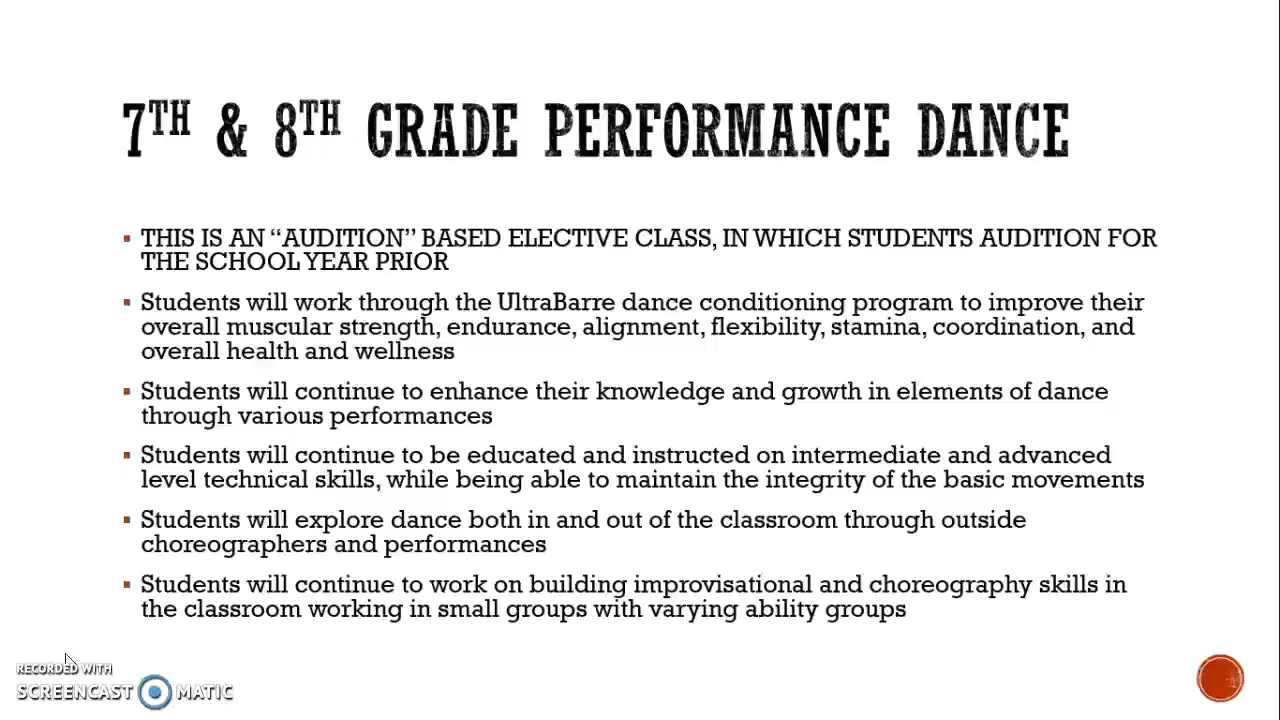 7TH & 8TH GRADE PERFORMANCE DANCE
▪ THIS IS AN “AUDITION” BASED ELECTIVE CLASS, IN WHICH STUDENTS AUDITION FOR
THE SCHOOL YEAR PRIOR
▪ Students will work through the UltraBarre dance conditioning program to improve their
overall muscular strength, endurance, alignment, flexibility, stamina, coordination, and
overall health and wellness
▪ Students will continue to enhance their knowledge and growth in elements of dance
through various performances
▪ Students will continue to be educated and instructed on intermediate and advanced
level technical skills, while being able to maintain the integrity of the basic movements
▪ Students will explore dance both in and out of the classroom through outside
choreographers and performances
▪ Students will continue to work on building improvisational and choreography skills in
the classroom working in small groups with varying ability groups
RECORDED WITH
SCREENCAST MATIC